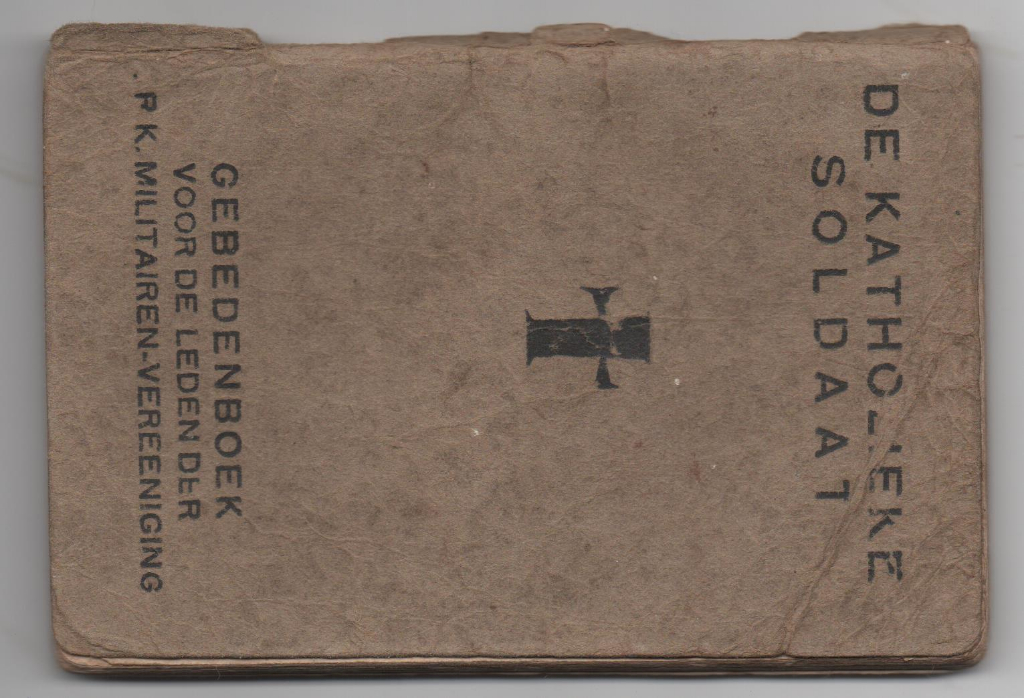 DE KATHOLIEKE
SOLDAAT
GEBEDENBOEK
VOOR DE LEDEN DER
R K. MILITAIREN-VEREENIGING